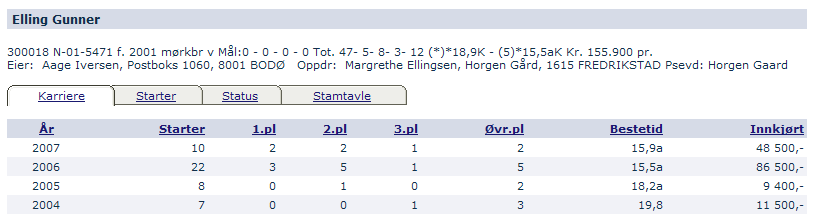 Elling Gunner
300018 N-01-5471 f. 2001 mørkbr v Mål:0 - 0 - 0 - 0 Tot. 47- 5- 8- 3- 12 (*)*18,9K - (5)*15,5aK Kr. 155.900 pr.
Eier: Aage Iversen, Postboks 1060, 8001 BODØ Oppdr: Margrethe Ellingsen, Horgen Gård, 1615 FREDRIKSTAD Psevd: Horgen Gaard
Karriere Starter Status Stamtavle
År Starter 1.pl 2.pl 3.pl Øvr.pl Bestetid Innkjørt
2007 10 2 2 1 2 15,9a 48 500,-
2006 22 3 5 1 5 15,5a 86 500,-
2005 8 0 1 0 2 18,2a 9 400,-
2004 7 0 0 1 3 19,8 11 500,-